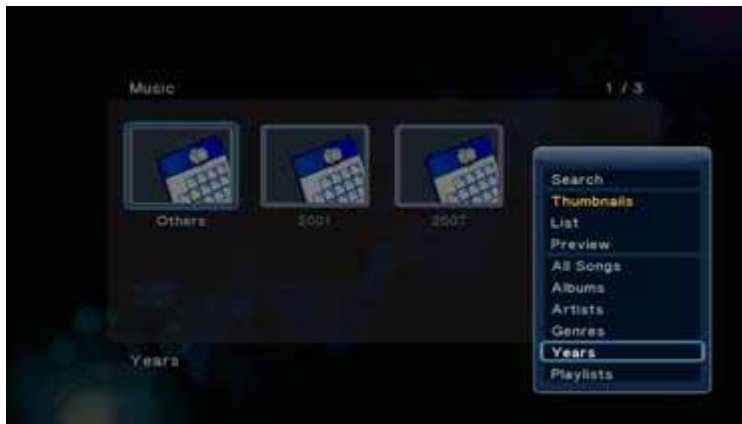 Music 1 / 3
Others 2001 2007
Years
Search
Thumbnails
List
Preview
All Songs
Albums
Artists
Genres
Years
Playlists